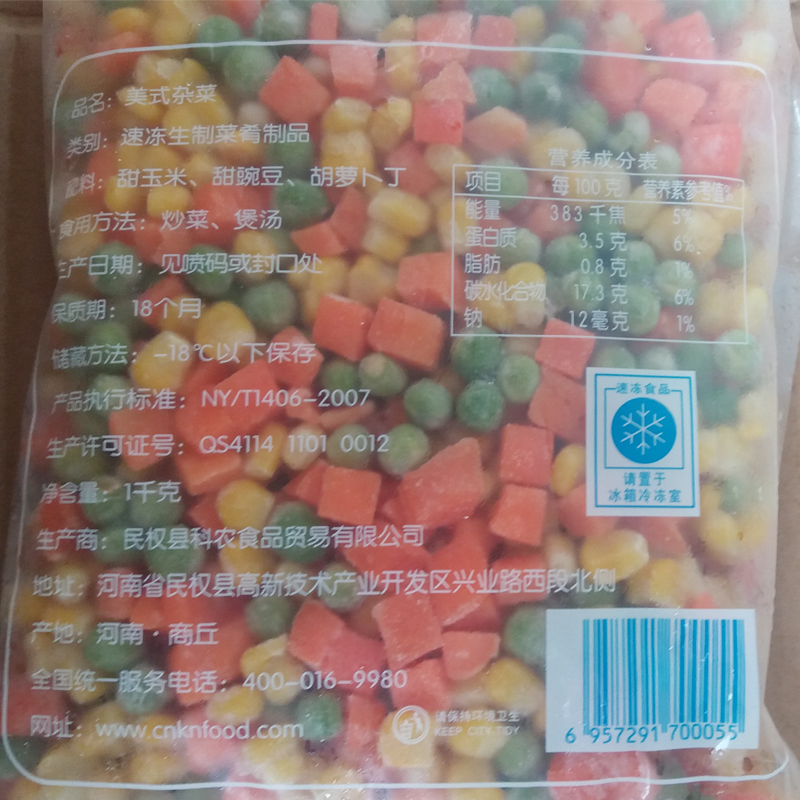 品名：美式杂菜
类别：速冻生制菜肴制品
配料：甜玉米、甜豌豆、胡萝卜丁
食用方法：炒菜、煲汤
生产日期：见喷码或封口处
保质期：18个月
储藏方法：-18℃以下保存
产品执行标准：NY/T1406-2007
生产许可证号：QS4114 1101 0012
净含量：1千克
生产商：民权县科农食品贸易有限公司
地址：河南省民权县高新技术产业开发区兴业路西段北侧
产地：河南·商丘
全国统一服务电话：400-016-9980
网址：www.cnknfood.com
营养成分表
项目 每100克 营养素参考值%
能量 383千焦 5%
蛋白质 3.5克 6%
脂肪 0.8克 1%
碳水化合物 17.3克 6%
钠 12毫克 1%
速冻食品
请置于
冰箱冷冻室
请保持环境卫生
KEEP CITY TIDY
6 957291 700055